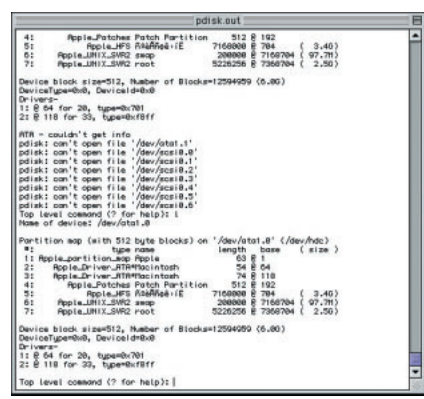 pdisk.out
4: Apple_Patches Patch Partition 512 @ 192
5: Apple_HFS 7168000 @ 704 ( 3.4G)
6: Apple_UNIX_SVR2 swap 200000 @ 7168704 ( 97.7M)
7: Apple_UNIX_SVR2 root 5226256 @ 7368704 ( 2.5G)
Device block size=512, Number of Blocks=12594959 (6.0G)
DeviceType=0x0, DeviceId=0x0
Drivers-
1: @ 64 for 20, type=0x701
2: @ 118 for 33, type=0xf8ff
ATA - couldn't get info
pdisk: can't open file '/dev/ata1.1'
pdisk: can't open file '/dev/scsi0.0'
pdisk: can't open file '/dev/scsi0.1'
pdisk: can't open file '/dev/scsi0.2'
pdisk: can't open file '/dev/scsi0.3'
pdisk: can't open file '/dev/scsi0.4'
pdisk: can't open file '/dev/scsi0.5'
pdisk: can't open file '/dev/scsi0.6'
Top level command (? for help): l
Name of device: /dev/ata1.0
Partition map (with 512 byte blocks) on '/dev/ata1.0' (/dev/hdc)
#: type name length base ( size )
1: Apple_partition_map Apple 63 @ 1
2: Apple_Driver_ATA*Macintosh 54 @ 64
3: Apple_Driver_ATA*Macintosh 74 @ 118
4: Apple_Patches Patch Partition 512 @ 192
5: Apple_HFS 7168000 @ 704 ( 3.4G)
6: Apple_UNIX_SVR2 swap 200000 @ 7168704 ( 97.7M)
7: Apple_UNIX_SVR2 root 5226256 @ 7368704 ( 2.5G)
Device block size=512, Number of Blocks=12594959 (6.0G)
DeviceType=0x0, DeviceId=0x0
Drivers-
1: @ 64 for 20, type=0x701
2: @ 118 for 33, type=0xf8ff
Top level command (? for help):